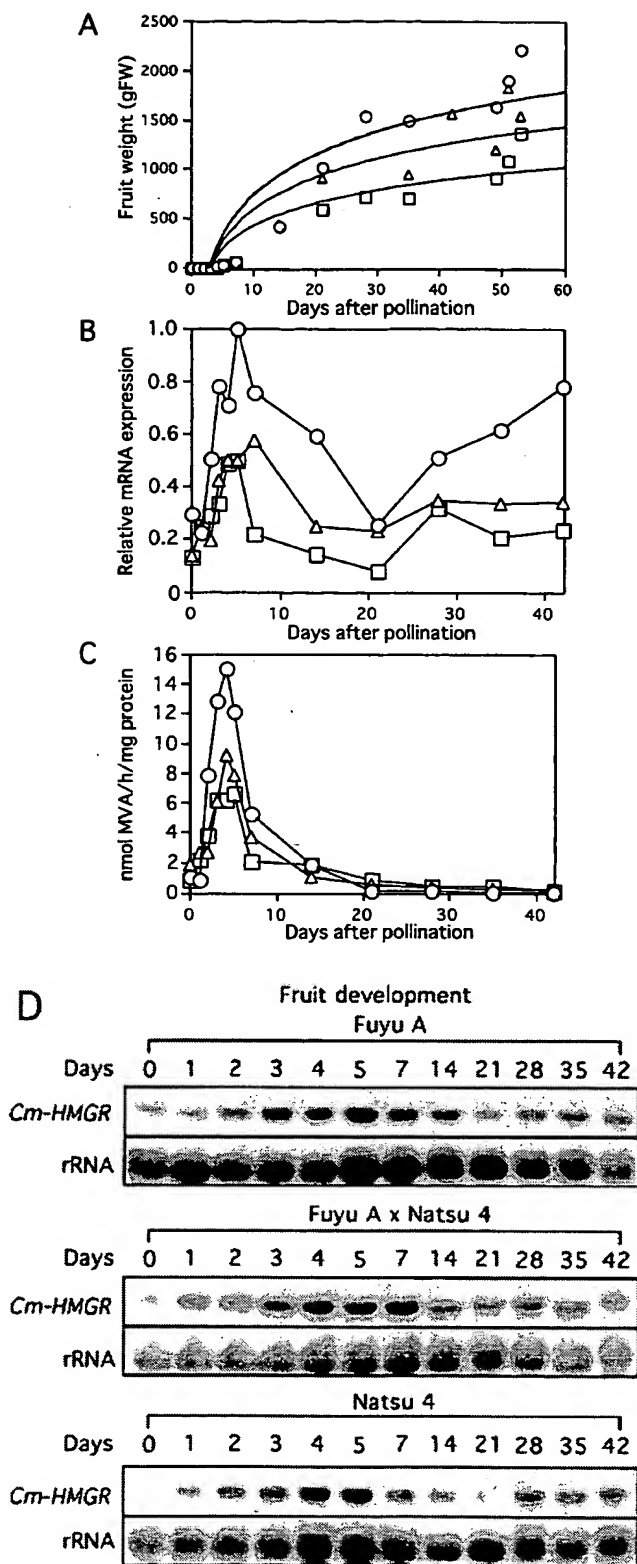 A
Fruit weight (gFW)
2500
2000
1500
1000
500
0
0 10 20 30 40 50 60
Days after pollination
B
Relative mRNA expression
1.0
0.8
0.6
0.4
0.2
0
0 10 20 30 40
Days after pollination
C
nmol MVA/h/mg protein
16
14
12
10
8
6
4
2
0
0 10 20 30 40
Days after pollination
D
Fruit development
Fuyu A
Days 0 1 2 3 4 5 7 14 21 28 35 42
Cm-HMGR
rRNA
Fuyu A x Natsu 4
Days 0 1 2 3 4 5 7 14 21 28 35 42
Cm-HMGR
rRNA
Natsu 4
Days 0 1 2 3 4 5 7 14 21 28 35 42
Cm-HMGR
rRNA